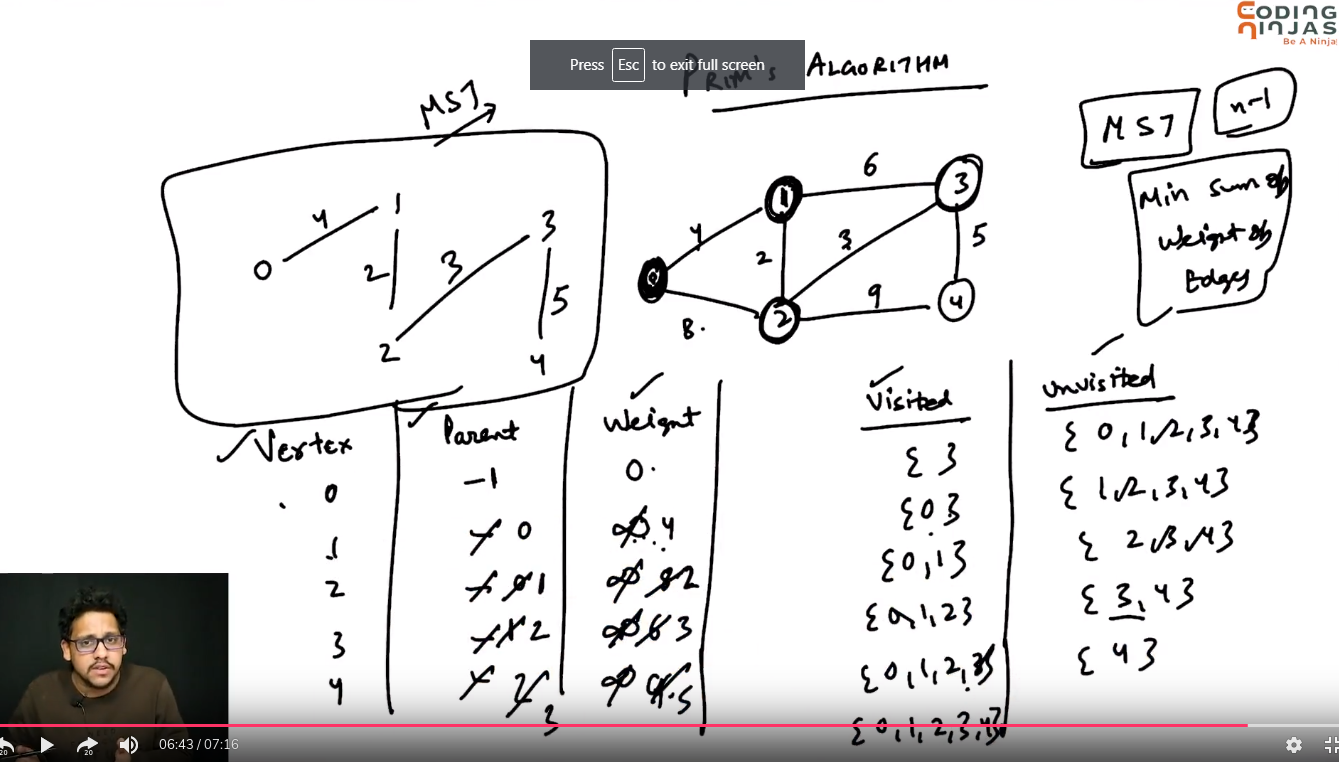 CODING
NINJAS
Be A Ninja
Press Esc to exit full screen
PRIM's ALGORITHM
MST
n-1
MST
Min sum of
weight of
Edges
4
1
0
2
3
3
5
2
4
6
1
3
4
2
3
5
0
8.
2
9
4
Vertex Parent Weight Visited unvisited
0 -1 0. { } { 0, 1, 2, 3, 4 }
1 0 4 { 0 } { 1, 2, 3, 4 }
2 1 2 { 0, 1 } { 2, 3, 4 }
3 2 3 { 0, 1, 2 } { 3, 4 }
4 3 5 { 0, 1, 2, 3 } { 4 }
{ 0, 1, 2, 3, 4 }
20 20 06:43 / 07:16